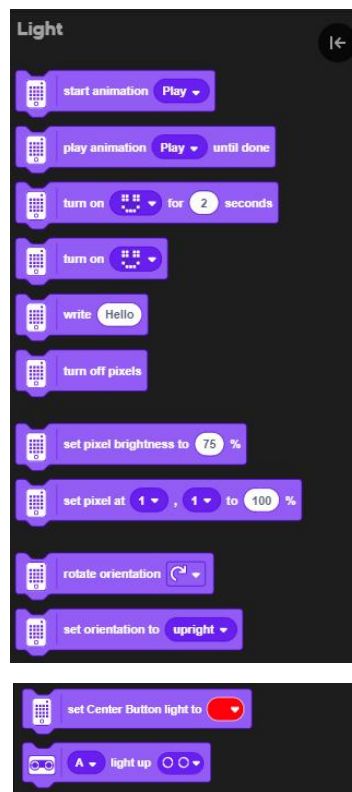 Light
start animation Play
play animation Play until done
turn on for 2 seconds
turn on
write Hello
turn off pixels
set pixel brightness to 75 %
set pixel at 1 , 1 to 100 %
rotate orientation
set orientation to upright
set Center Button light to
A light up